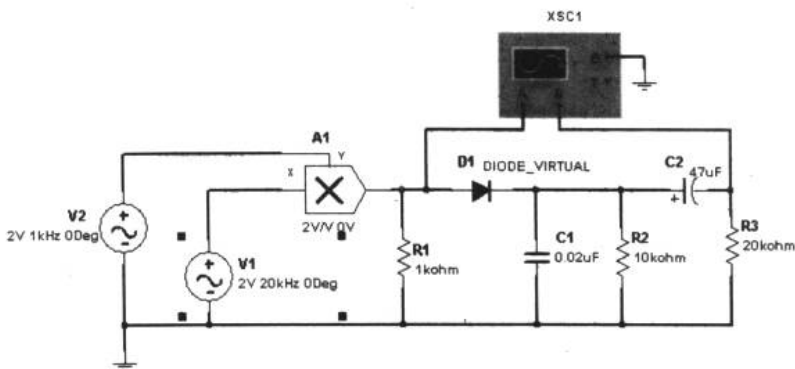 XSC1
A1
Y
X
2V/V 0V
V2
2V 1kHz 0Deg
V1
2V 20kHz 0Deg
R1
1kohm
D1
DIODE_VIRTUAL
C1
0.02uF
R2
10kohm
C2
47uF
+
R3
20kohm
A
B